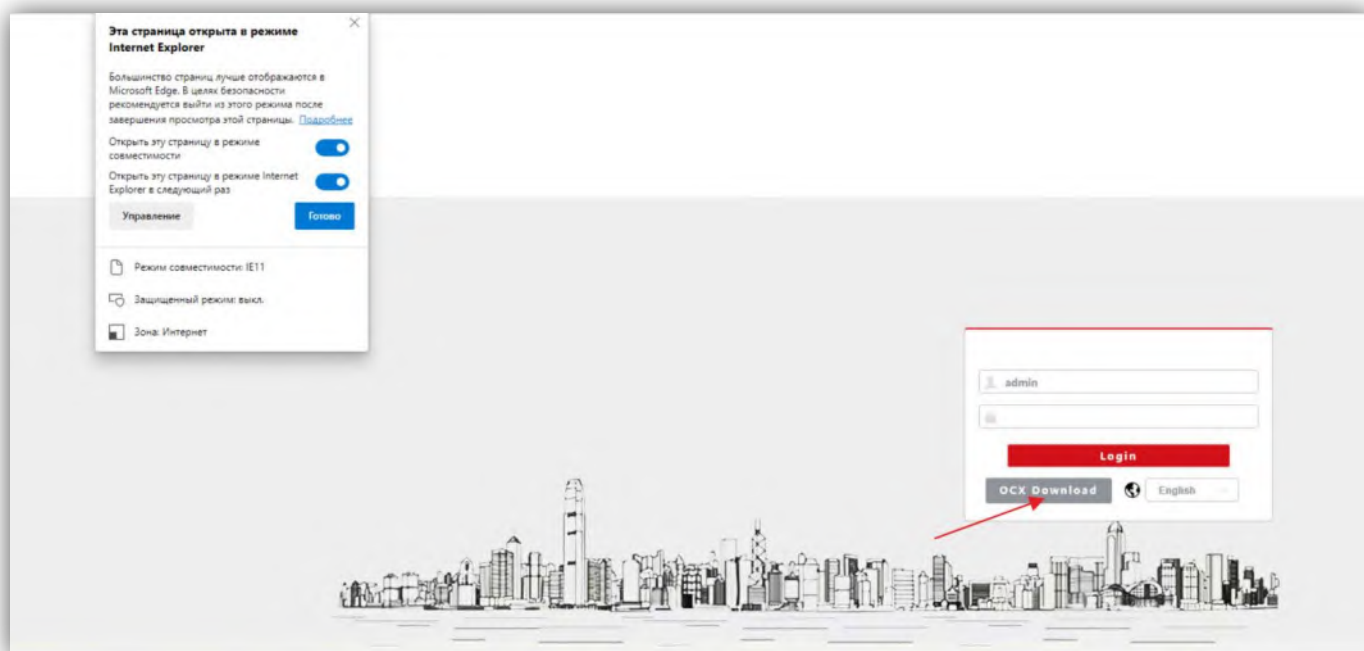 Эта страница открыта в режиме
Internet Explorer
Большинство страниц лучше отображаются в
Microsoft Edge. В целях безопасности
рекомендуется выйти из этого режима после
завершения просмотра этой страницы. Подробнее
Открыть эту страницу в режиме
совместимости
Открыть эту страницу в режиме Internet
Explorer в следующий раз
Управление
Готово
Режим совместимости: IE11
Защищенный режим: выкл.
Зона: Интернет
admin
Login
OCX Download
English